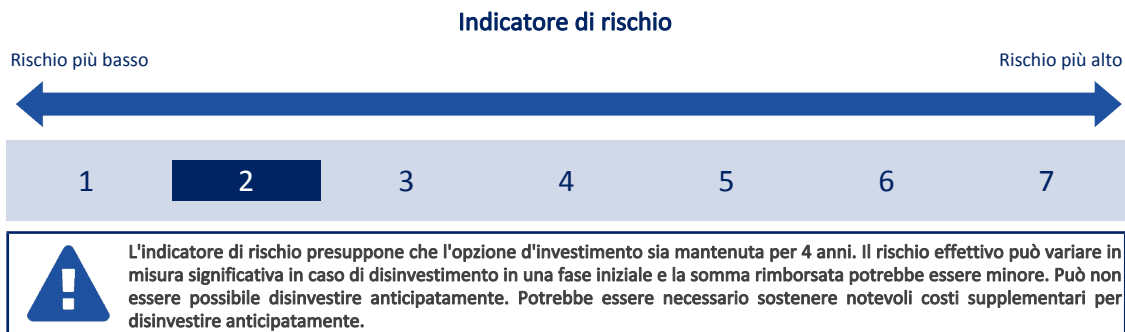 Indicatore di rischio
Rischio più basso Rischio più alto
1 2 3 4 5 6 7
L'indicatore di rischio presuppone che l'opzione d'investimento sia mantenuta per 4 anni. Il rischio effettivo può variare in
misura significativa in caso di disinvestimento in una fase iniziale e la somma rimborsata potrebbe essere minore. Può non
essere possibile disinvestire anticipatamente. Potrebbe essere necessario sostenere notevoli costi supplementari per
disinvestire anticipatamente.